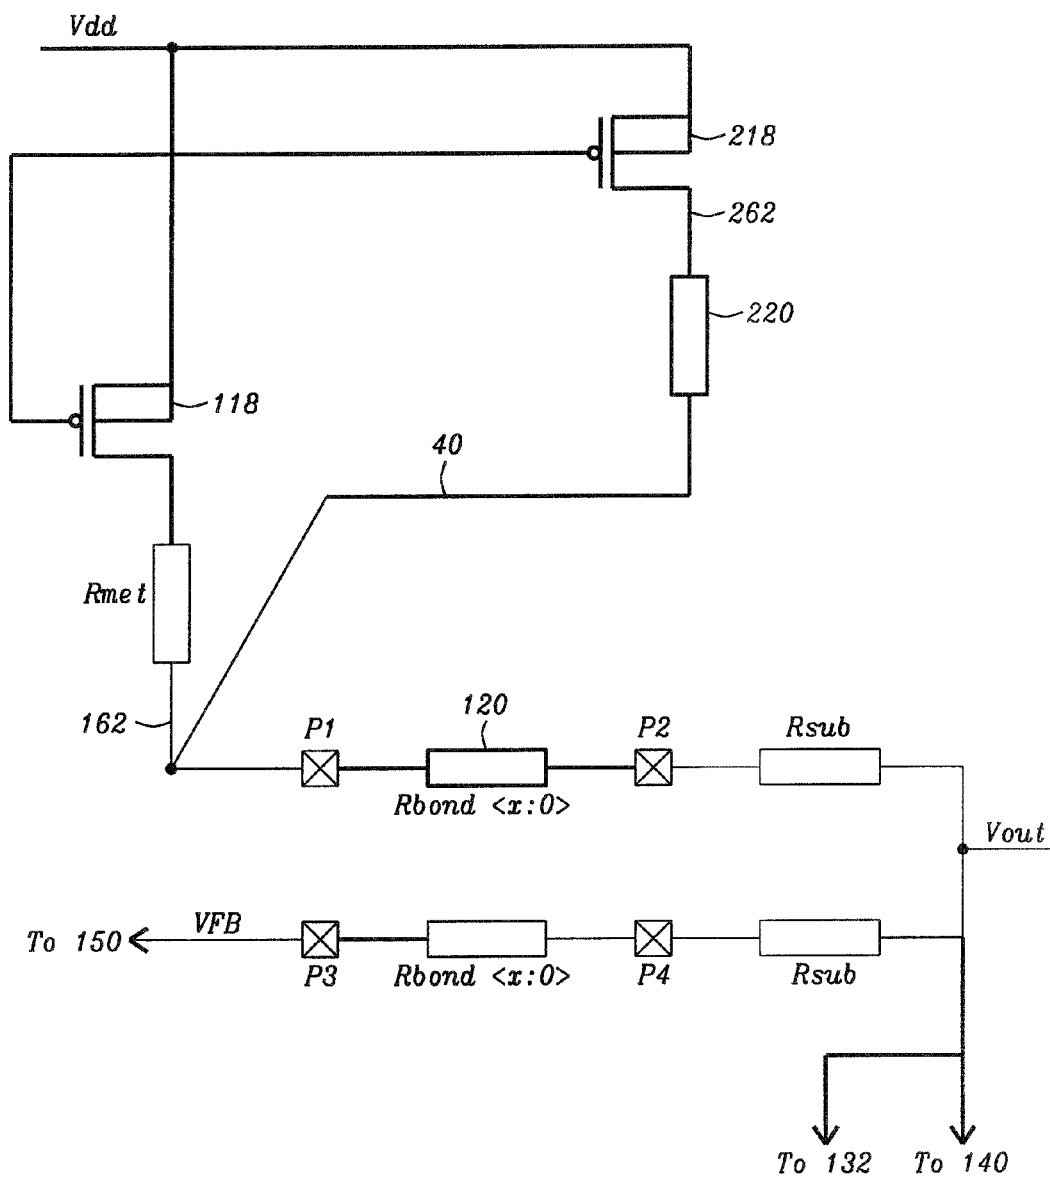 Vdd
218
262
220
118
40
Rmet
162
P1
120
P2
Rsub
Rbond <x:0>
Vout
VFB
To 150
P3
Rbond <x:0>
P4
Rsub
To 132
To 140